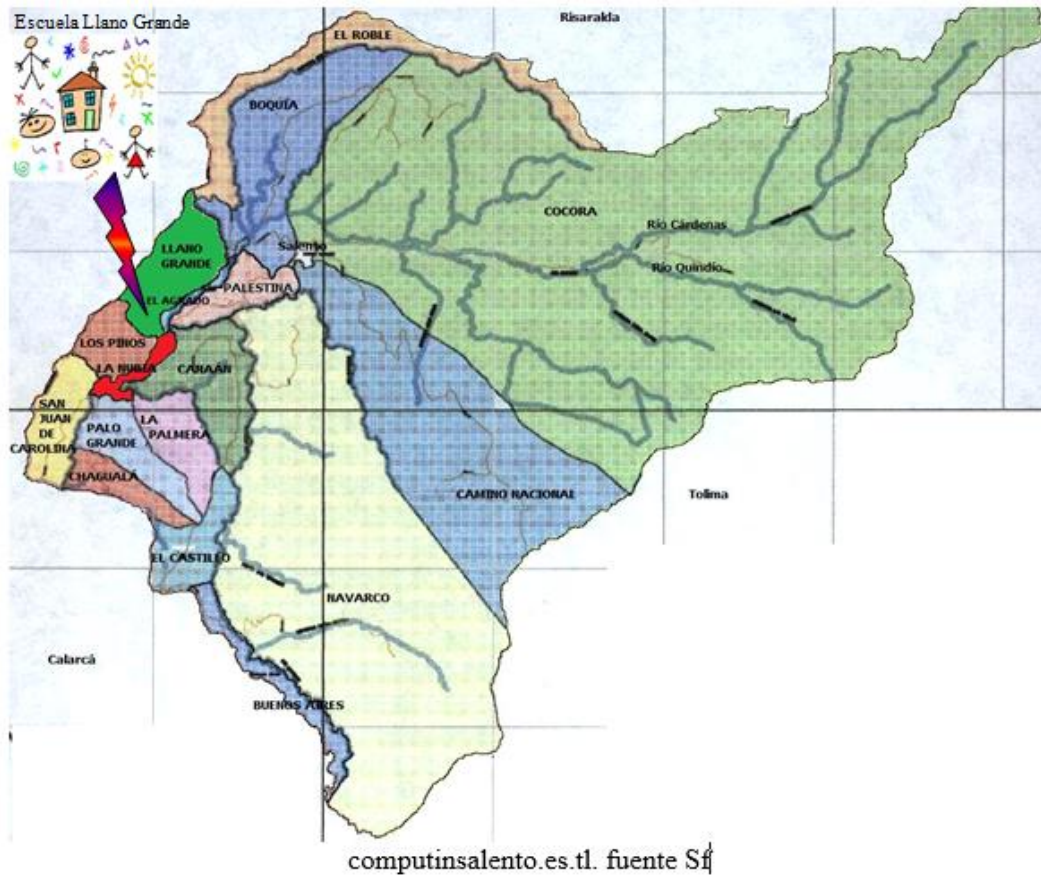 Escuela Llano Grande
Risaralda
EL ROBLE
BOQUÍA
COCORA
Río Cárdenas
LLANO
GRANDE
Salento
Río Quindío
PALESTINA
EL AGRADO
LOS PINOS
LA NUBIA
CANAÁN
SAN
JUAN
DE
CAROLINA
PALO
GRANDE
LA
PALMERA
CHAGUALÁ
CAMINO NACIONAL
Tolima
EL CASTILLO
NAVARCO
Calarcá
BUENOS AIRES
computinsalento.es.tl. fuente Sf